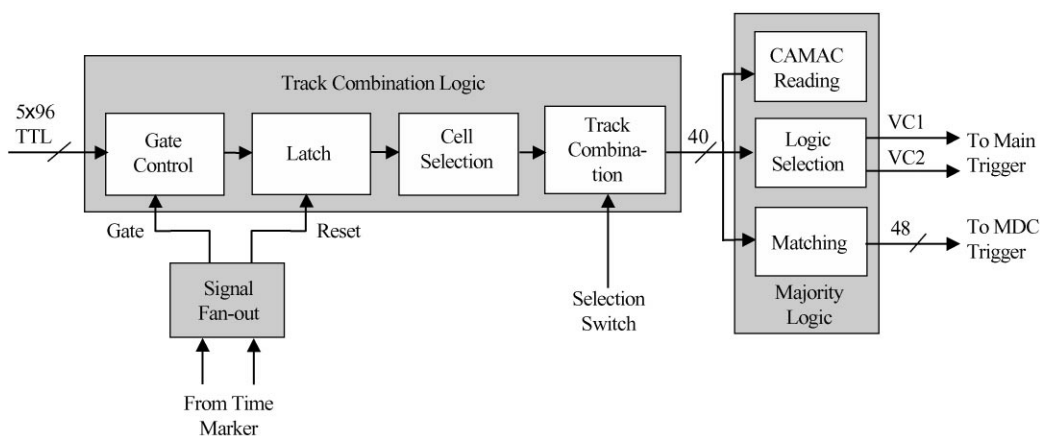 Track Combination Logic
5x96
TTL
Gate
Control
Latch
Cell
Selection
Track
Combina-
tion
40
CAMAC
Reading
Logic
Selection
Matching
Majority
Logic
VC1
VC2
To Main
Trigger
48
To MDC
Trigger
Gate
Reset
Signal
Fan-out
Selection
Switch
From Time
Marker